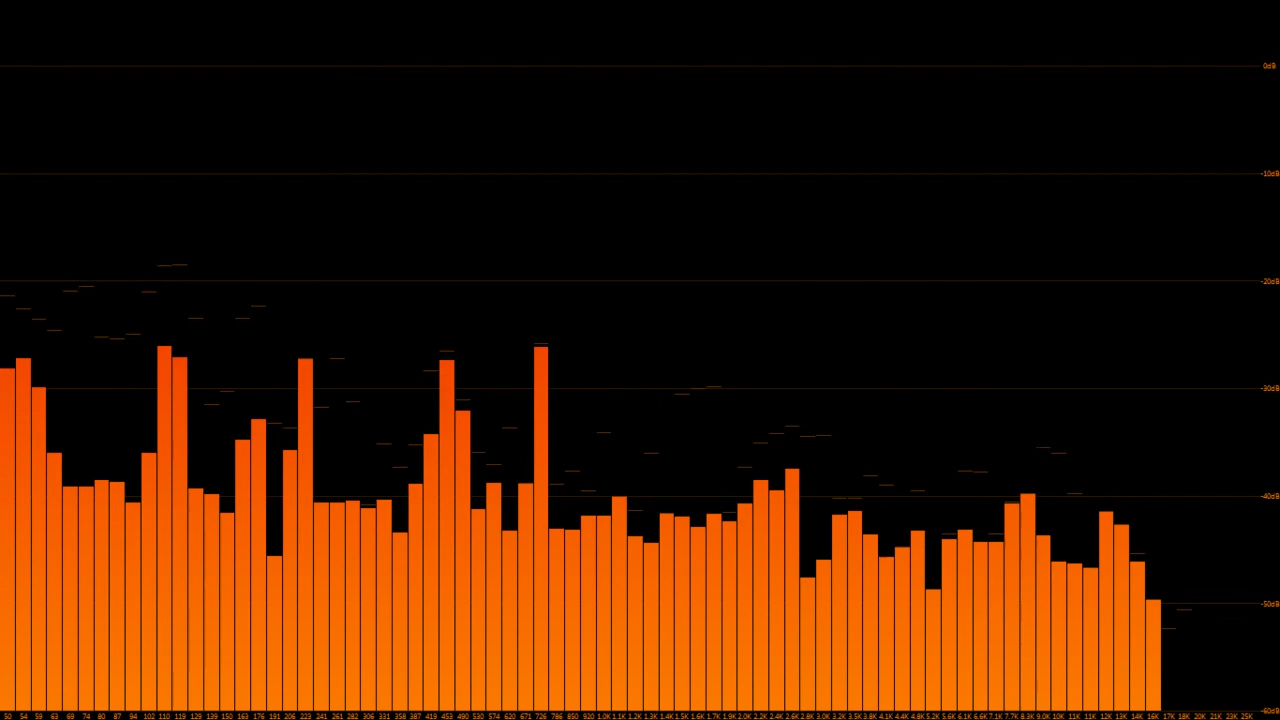 0dB
-10dB
-20dB
-30dB
-40dB
-50dB
-60dB
50 54 59 63 69 74 80 87 94 102 110 119 129 139 150 163 176 191 206 223 241 261 282 306 331 358 387 419 453 490 530 574 620 671 726 786 850 920 1.0K 1.1K 1.2K 1.3K 1.4K 1.5K 1.6K 1.7K 1.9K 2.0K 2.2K 2.4K 2.6K 2.8K 3.0K 3.2K 3.5K 3.8K 4.1K 4.4K 4.8K 5.2K 5.6K 6.1K 6.6K 7.1K 7.7K 8.3K 9.0K 10K 11K 11K 12K 13K 14K 16K 17K 18K 20K 21K 23K 25K